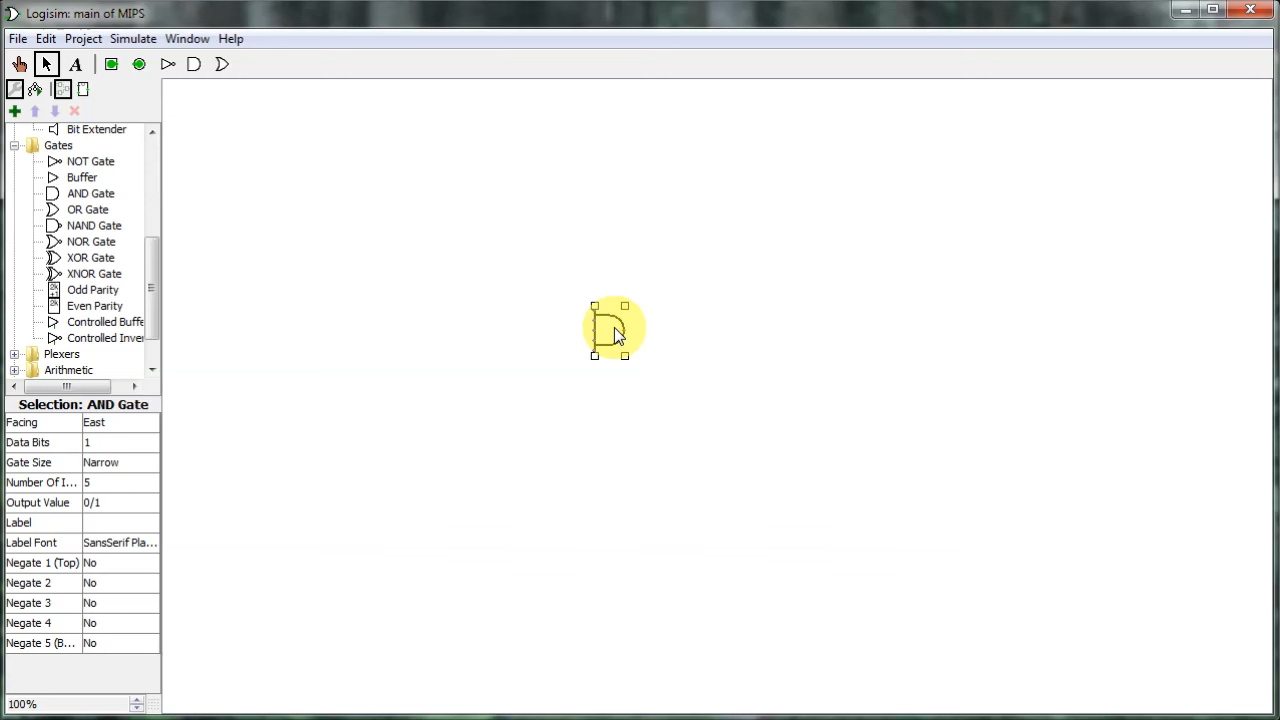 Logisim: main of MIPS
File Edit Project Simulate Window Help
A
Bit Extender
Gates
NOT Gate
Buffer
AND Gate
OR Gate
NAND Gate
NOR Gate
XOR Gate
XNOR Gate
Odd Parity
Even Parity
Controlled Buffe
Controlled Inver
Plexers
Arithmetic
Selection: AND Gate
Facing East
Data Bits 1
Gate Size Narrow
Number Of I... 5
Output Value 0/1
Label
Label Font SansSerif Pla...
Negate 1 (Top) No
Negate 2 No
Negate 3 No
Negate 4 No
Negate 5 (B... No
100%